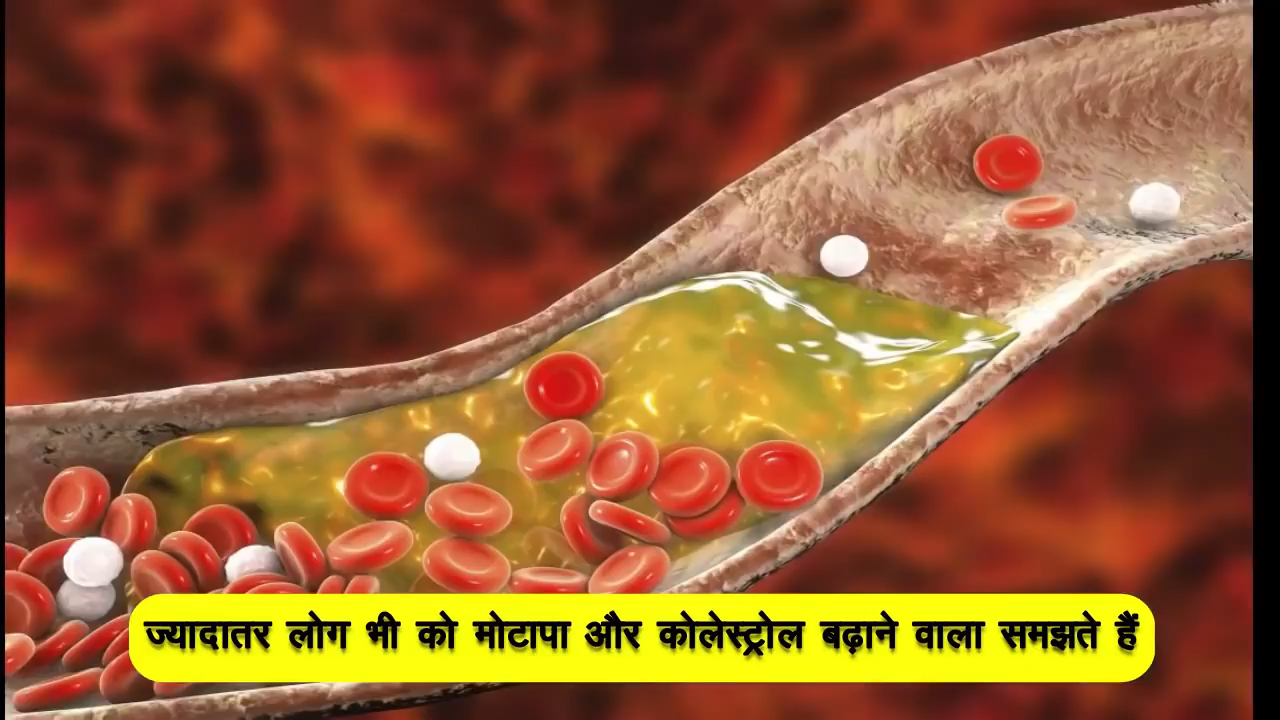 ज्यादातर लोग भी को मोटापा और कोलेस्ट्रोल बढ़ाने वाला समझते हैं